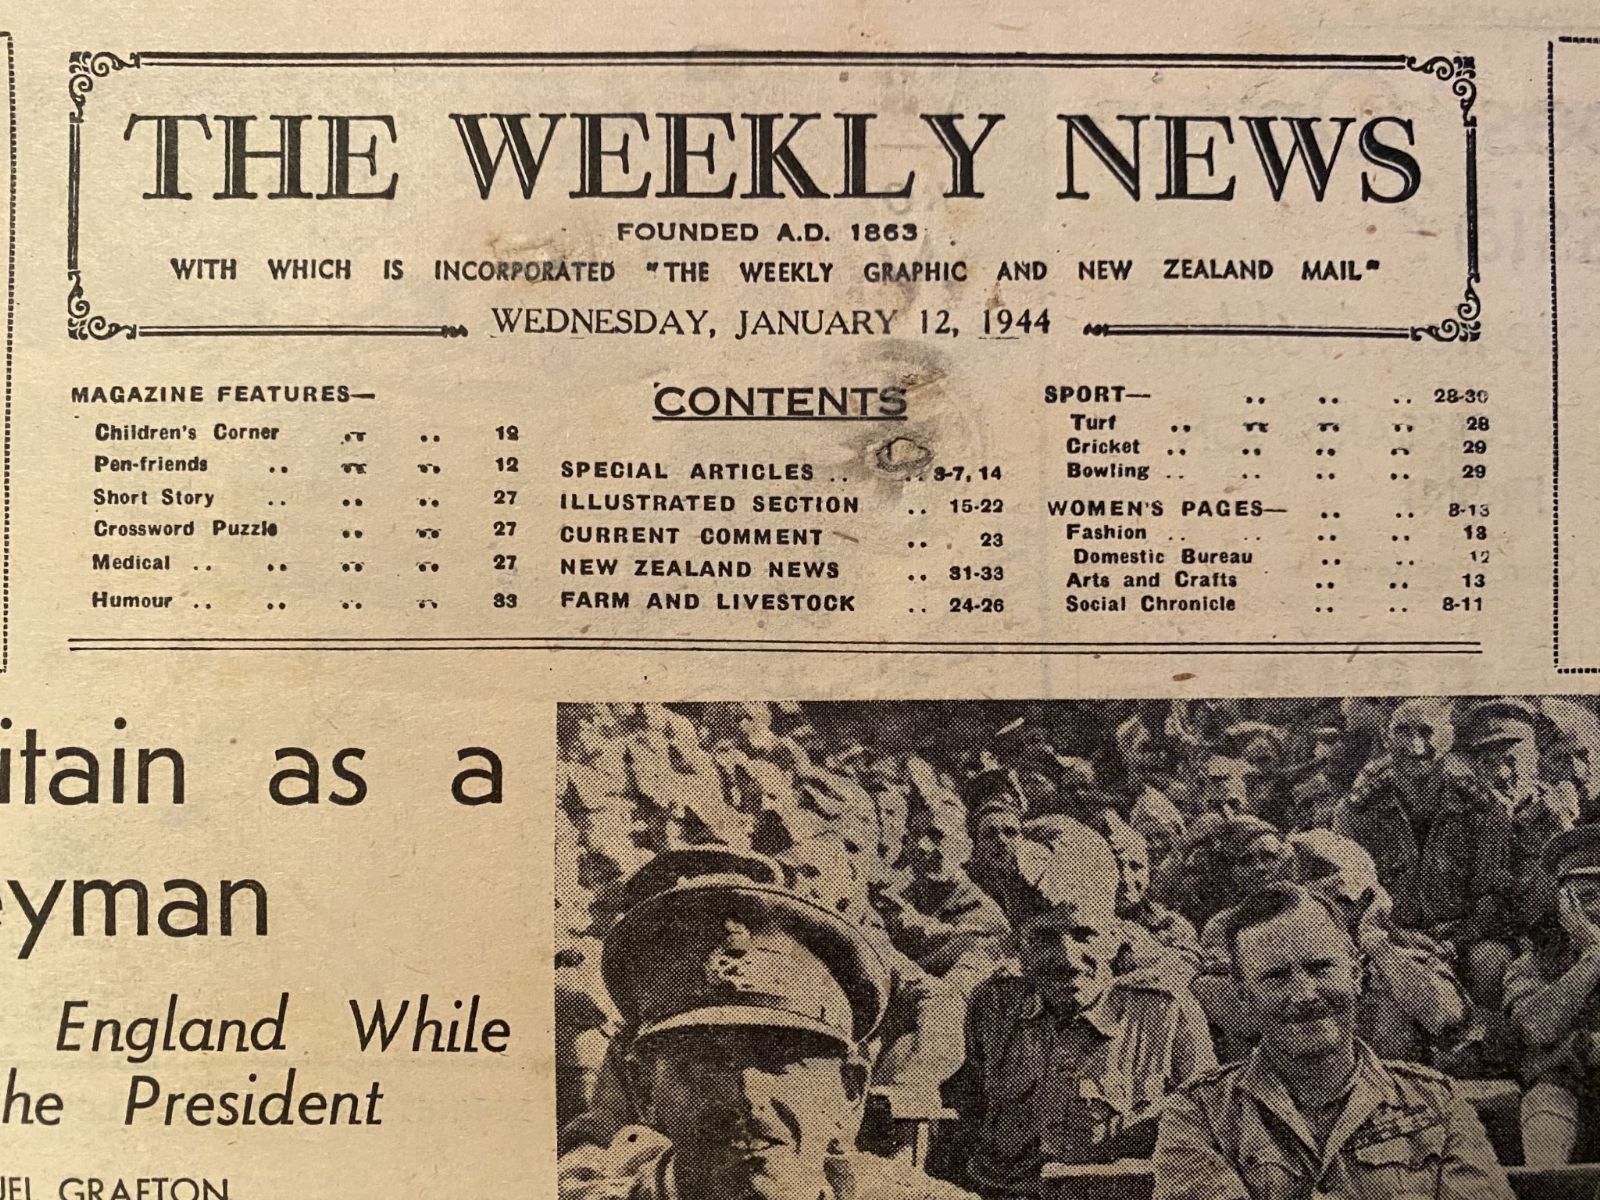 THE WEEKLY NEWS
FOUNDED A.D. 1863
WITH WHICH IS INCORPORATED "THE WEEKLY GRAPHIC AND NEW ZEALAND MAIL"
WEDNESDAY, JANUARY 12, 1944
MAGAZINE FEATURES—
Children's Corner .. .. 12
Pen-friends .. .. .. 12
Short Story .. .. .. 27
Crossword Puzzle .. .. 27
Medical .. .. .. .. 27
Humour .. .. .. .. 33
CONTENTS
SPECIAL ARTICLES .. .. 3-7, 14
ILLUSTRATED SECTION .. 15-22
CURRENT COMMENT .. 23
NEW ZEALAND NEWS .. 31-33
FARM AND LIVESTOCK .. 24-26
SPORT— .. .. .. 28-30
Turf .. .. .. .. 28
Cricket .. .. .. .. 29
Bowling .. .. .. .. 29
WOMEN'S PAGES— .. .. 8-13
Fashion .. .. .. .. 13
Domestic Bureau .. .. 12
Arts and Crafts .. .. 13
Social Chronicle .. .. 8-11
itain as a
eyman
England While
he President
UEL GRAFTON